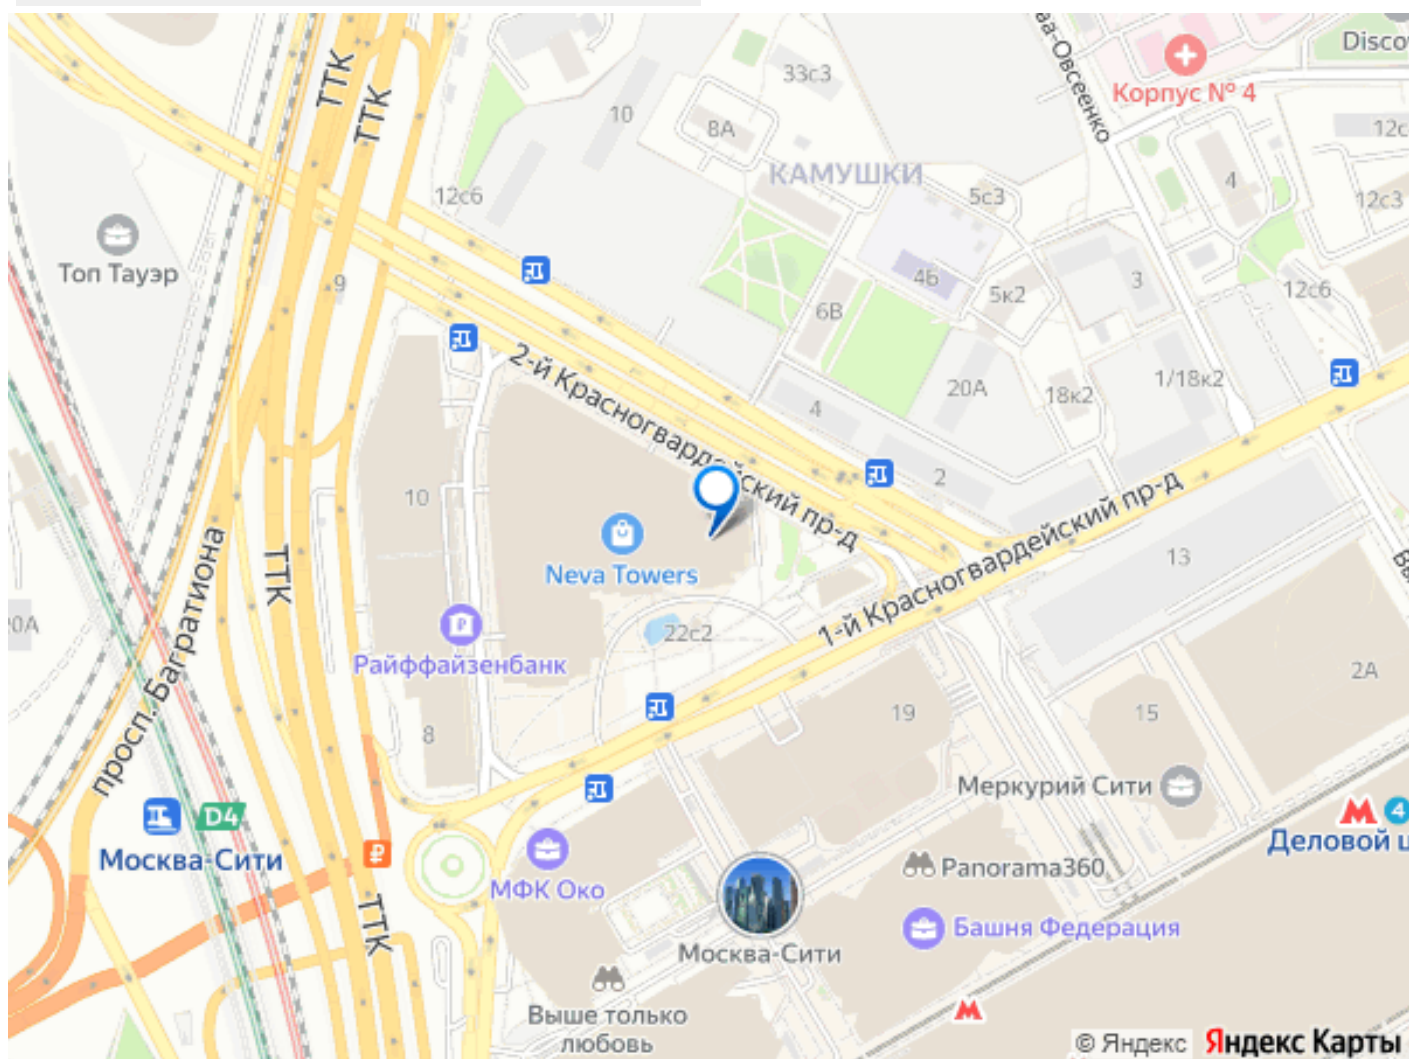 ТТК
ТТК
33с3
10
8А
КАМУШКИ
5с3
12с6
Топ Тауэр
9
Корпус № 4
Disco
12с
4
12с3
12с6
4Б
5к2
3
6В
2-й Красногвардейский пр-д
20А
18к2
1/18к2
4
2
10
Neva Towers
1-й Красногвардейский пр-д
13
ТТК
просп. Багратиона
20А
Райффайзенбанк
22с2
8
19
15
2А
Меркурий Сити
D4
Москва-Сити
МФК Око
Panorama360
4
Деловой ц
ТТК
Башня Федерация
Москва-Сити
Выше только
любовь
© Яндекс Яндекс Карты